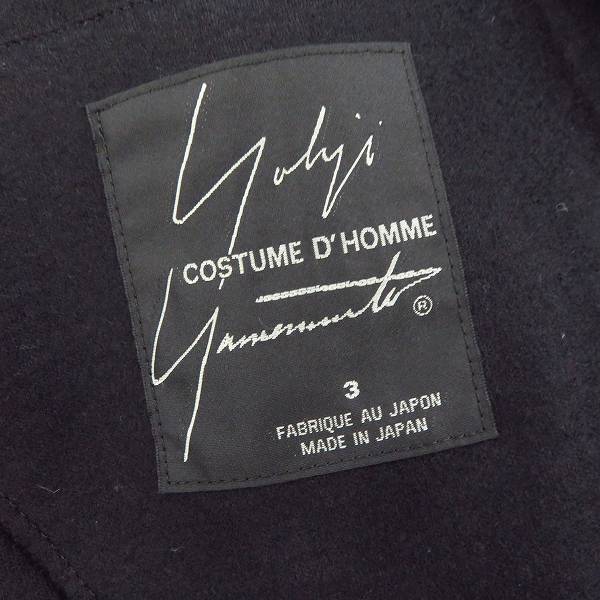 Yohji
COSTUME D'HOMME
Yamamoto ®
3
FABRIQUE AU JAPON
MADE IN JAPAN